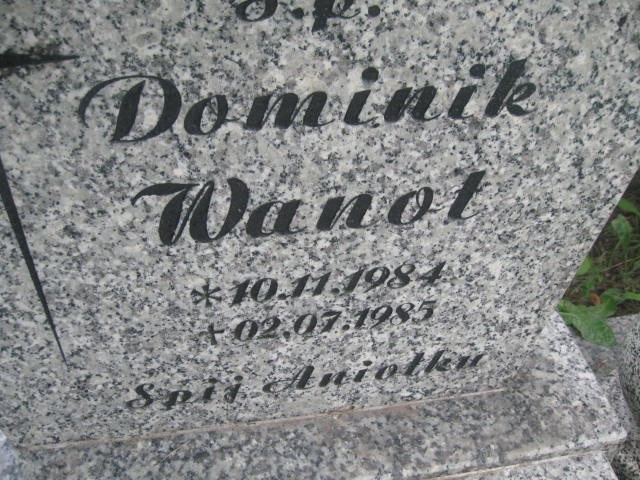 ś.p.
Dominik
Wanot
*10.11.1984
+02.07.1985
Śpij Aniołku